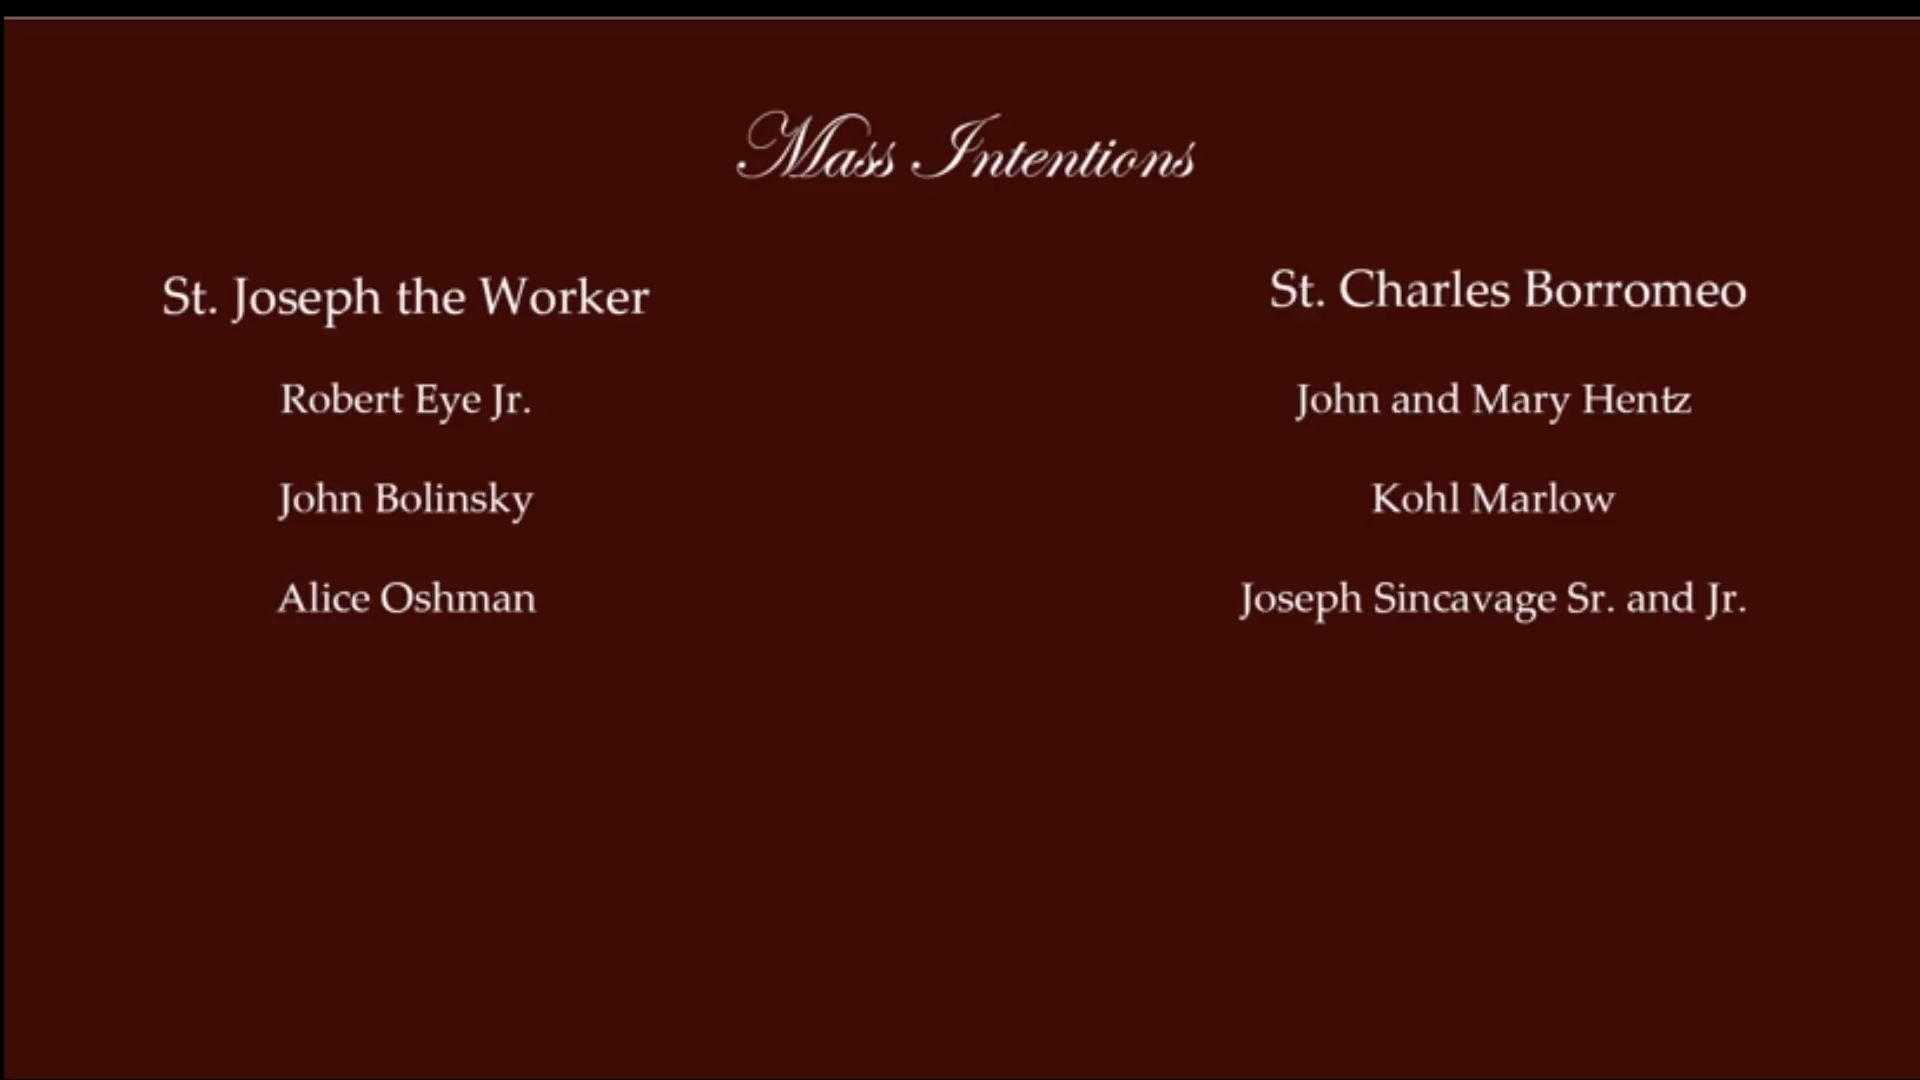 Mass Intentions
St. Joseph the Worker
Robert Eye Jr.
John Bolinsky
Alice Oshman
St. Charles Borromeo
John and Mary Hentz
Kohl Marlow
Joseph Sincavage Sr. and Jr.